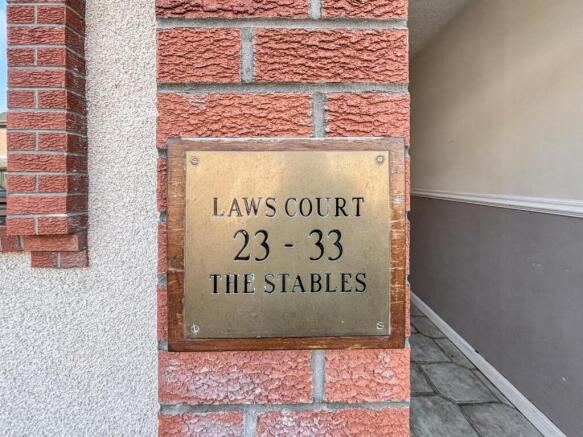 LAWS COURT
23 - 33
THE STABLES